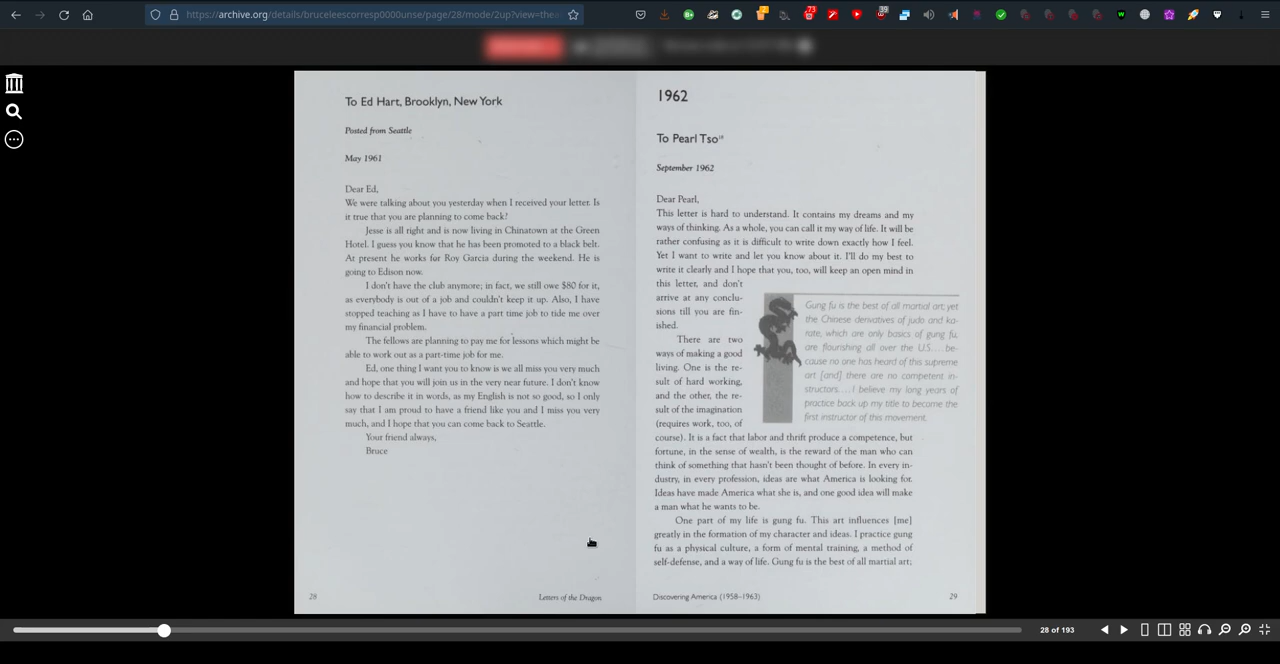 https://archive.org/details/bruceleescorresp0000unse/page/28/mode/2up?view=thea
73
39
To Ed Hart, Brooklyn, New York
Posted from Seattle
May 1961
Dear Ed,
We were talking about you yesterday when I received your letter. Is
it true that you are planning to come back?
Jesse is all right and is now living in Chinatown at the Green
Hotel. I guess you know that he has been promoted to a black belt.
At present he works for Roy Garcia during the weekend. He is
going to Edison now.
I don't have the club anymore; in fact, we still owe $80 for it,
as everybody is out of a job and couldn't keep it up. Also, I have
stopped teaching as I have to have a part time job to tide me over
my financial problem.
The fellows are planning to pay me for lessons which might be
able to work out as a part-time job for me.
Ed, one thing I want you to know is we all miss you very much
and hope that you will join us in the very near future. I don't know
how to describe it in words, as my English is not so good, so I only
say that I am proud to have a friend like you and I miss you very
much, and I hope that you can come back to Seattle.
Your friend always,
Bruce
28
Letters of the Dragon
1962
To Pearl Tso¹⁸
September 1962
Dear Pearl,
This letter is hard to understand. It contains my dreams and my
ways of thinking. As a whole, you can call it my way of life. It will be
rather confusing as it is difficult to write down exactly how I feel.
Yet I want to write and let you know about it. I'll do my best to
write it clearly and I hope that you, too, will keep an open mind in
this letter, and don't
arrive at any conclu-
sions till you are fin-
ished.
There are two
ways of making a good
living. One is the re-
sult of hard working,
and the other, the re-
sult of the imagination
(requires work, too, of
course). It is a fact that labor and thrift produce a competence, but
fortune, in the sense of wealth, is the reward of the man who can
think of something that hasn't been thought of before. In every in-
dustry, in every profession, ideas are what America is looking for.
Ideas have made America what she is, and one good idea will make
a man what he wants to be.
One part of my life is gung fu. This art influences [me]
greatly in the formation of my character and ideas. I practice gung
fu as a physical culture, a form of mental training, a method of
self-defense, and a way of life. Gung fu is the best of all martial art;
Gung fu is the best of all martial art; yet
the Chinese derivatives of judo and ka-
rate, which are only basics of gung fu,
are flourishing all over the U.S.... be-
cause no one has heard of this supreme
art [and] there are no competent in-
structors.... I believe my long years of
practice back up my title to become the
first instructor of this movement.
Discovering America (1958–1963)
29
28 of 193